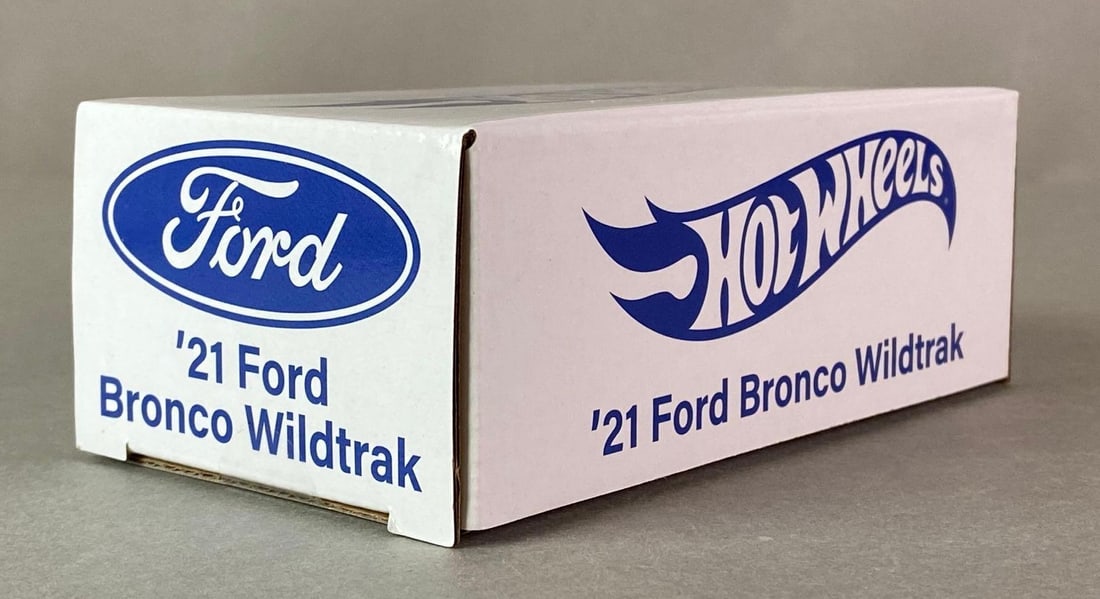 Ford
'21 Ford
Bronco Wildtrak
HOT WHEELS
'21 Ford Bronco Wildtrak